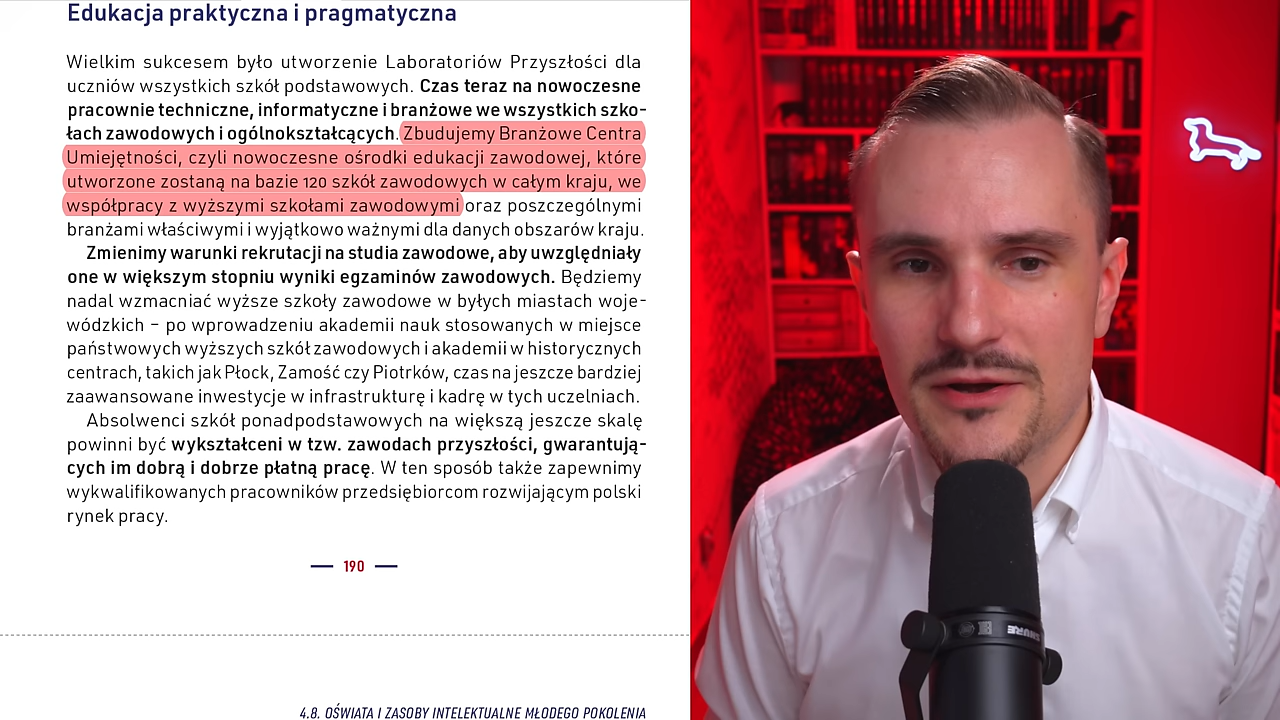 Edukacja praktyczna i pragmatyczna
Wielkim sukcesem było utworzenie Laboratoriów Przyszłości dla
uczniów wszystkich szkół podstawowych. Czas teraz na nowoczesne
pracownie techniczne, informatyczne i branżowe we wszystkich szko-
łach zawodowych i ogólnokształcących. Zbudujemy Branżowe Centra
Umiejętności, czyli nowoczesne ośrodki edukacji zawodowej, które
utworzone zostaną na bazie 120 szkół zawodowych w całym kraju, we
współpracy z wyższymi szkołami zawodowymi oraz poszczególnymi
branżami właściwymi i wyjątkowo ważnymi dla danych obszarów kraju.
Zmienimy warunki rekrutacji na studia zawodowe, aby uwzględniały
one w większym stopniu wyniki egzaminów zawodowych. Będziemy
nadal wzmacniać wyższe szkoły zawodowe w byłych miastach woje-
wódzkich – po wprowadzeniu akademii nauk stosowanych w miejsce
państwowych wyższych szkół zawodowych i akademii w historycznych
centrach, takich jak Płock, Zamość czy Piotrków, czas na jeszcze bardziej
zaawansowane inwestycje w infrastrukturę i kadrę w tych uczelniach.
Absolwenci szkół ponadpodstawowych na większą jeszcze skalę
powinni być wykształceni w tzw. zawodach przyszłości, gwarantują-
cych im dobrą i dobrze płatną pracę. W ten sposób także zapewnimy
wykwalifikowanych pracowników przedsiębiorcom rozwijającym polski
rynek pracy.
190
4.8. OŚWIATA I ZASOBY INTELEKTUALNE MŁODEGO POKOLENIA
SHURE